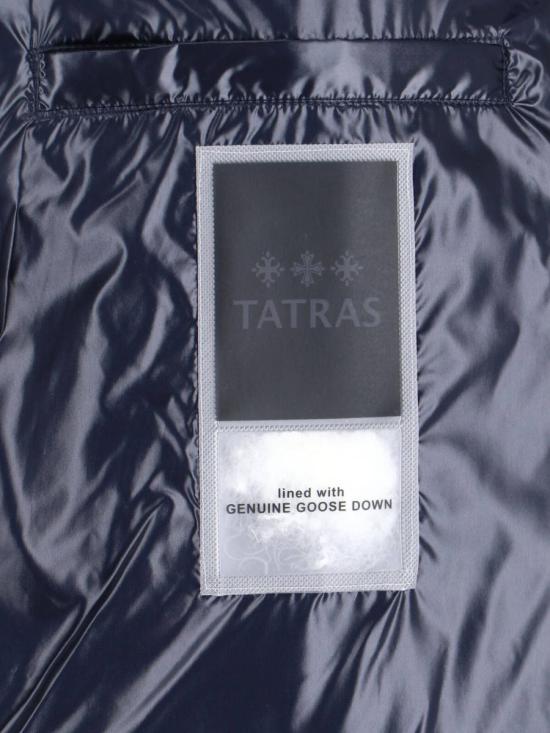 TATRAS
lined with
GENUINE GOOSE DOWN